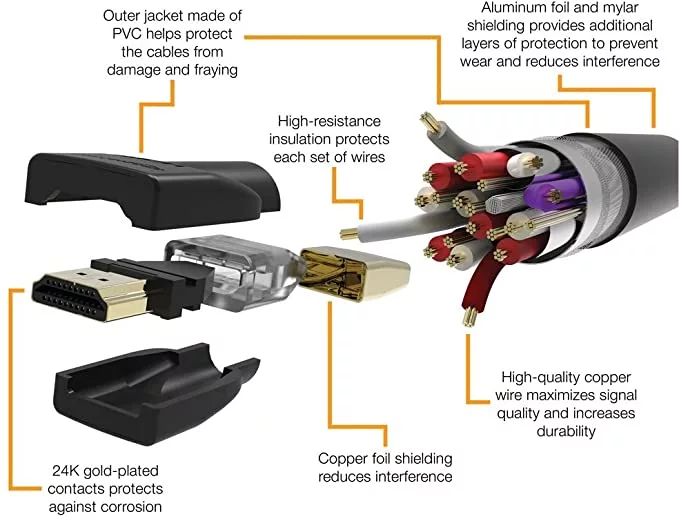 Outer jacket made of
PVC helps protect
the cables from
damage and fraying
Aluminum foil and mylar
shielding provides additional
layers of protection to prevent
wear and reduces interference
High-resistance
insulation protects
each set of wires
High-quality copper
wire maximizes signal
quality and increases
durability
Copper foil shielding
reduces interference
24K gold-plated
contacts protects
against corrosion